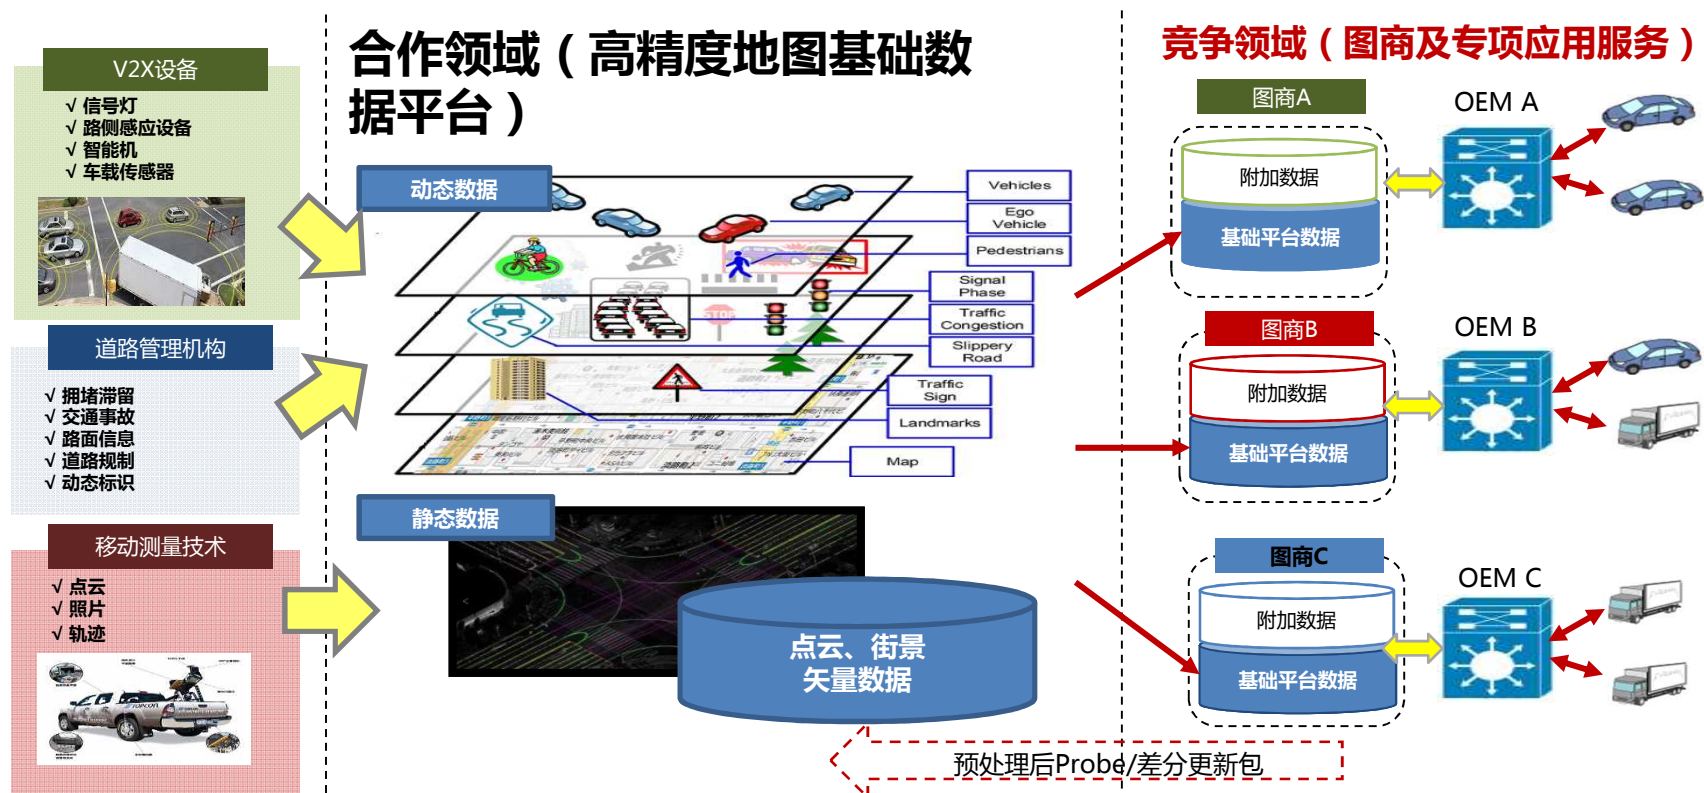 V2X设备
√ 信号灯
√ 路侧感应设备
√ 智能机
√ 车载传感器
道路管理机构
√ 拥堵滞留
√ 交通事故
√ 路面信息
√ 道路规制
√ 动态标识
移动测量技术
√ 点云
√ 照片
√ 轨迹
TOPCON
合作领域（高精度地图基础数
据平台）
动态数据
Vehicles
Ego
Vehicle
Pedestrians
Signal
Phase
Traffic
Congestion
Slippery
Road
Traffic
Sign
Landmarks
Map
STOP
静态数据
点云、街景
矢量数据
预处理后Probe/差分更新包
竞争领域（图商及专项应用服务）
图商A
附加数据
基础平台数据
OEM A
图商B
附加数据
基础平台数据
OEM B
图商C
附加数据
基础平台数据
OEM C